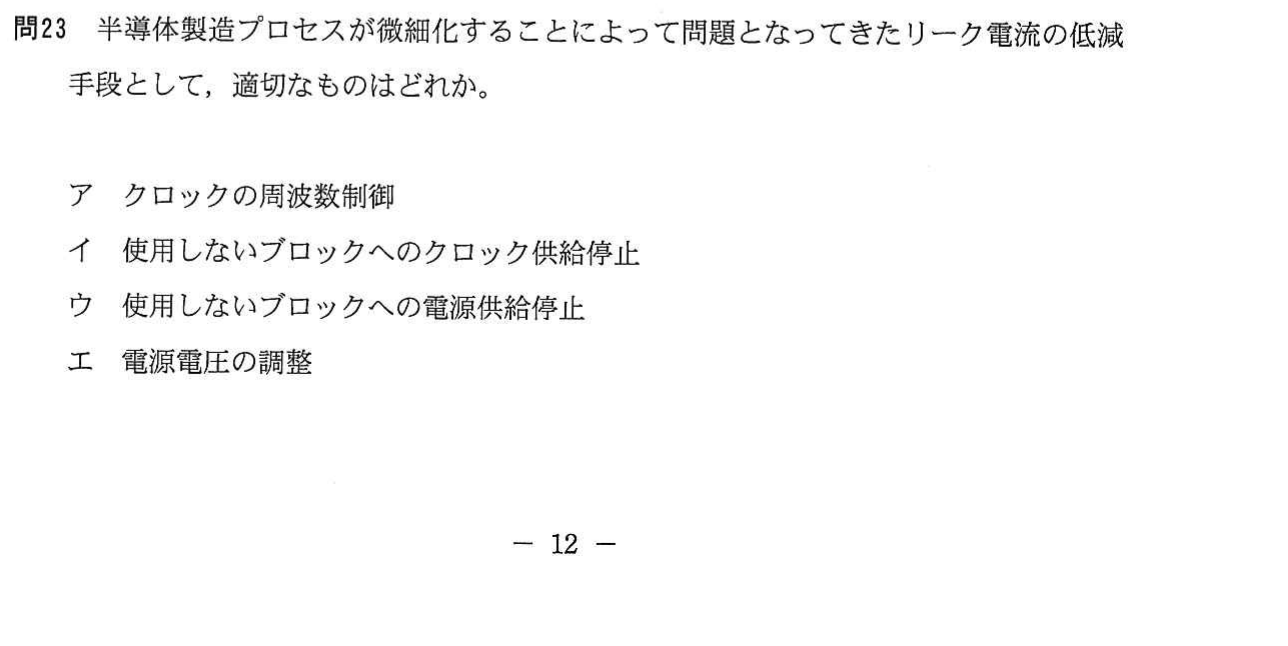 問23 半導体製造プロセスが微細化することによって問題となってきたリーク電流の低減
手段として，適切なものはどれか。
ア クロックの周波数制御
イ 使用しないブロックへのクロック供給停止
ウ 使用しないブロックへの電源供給停止
エ 電源電圧の調整
－ 12 －